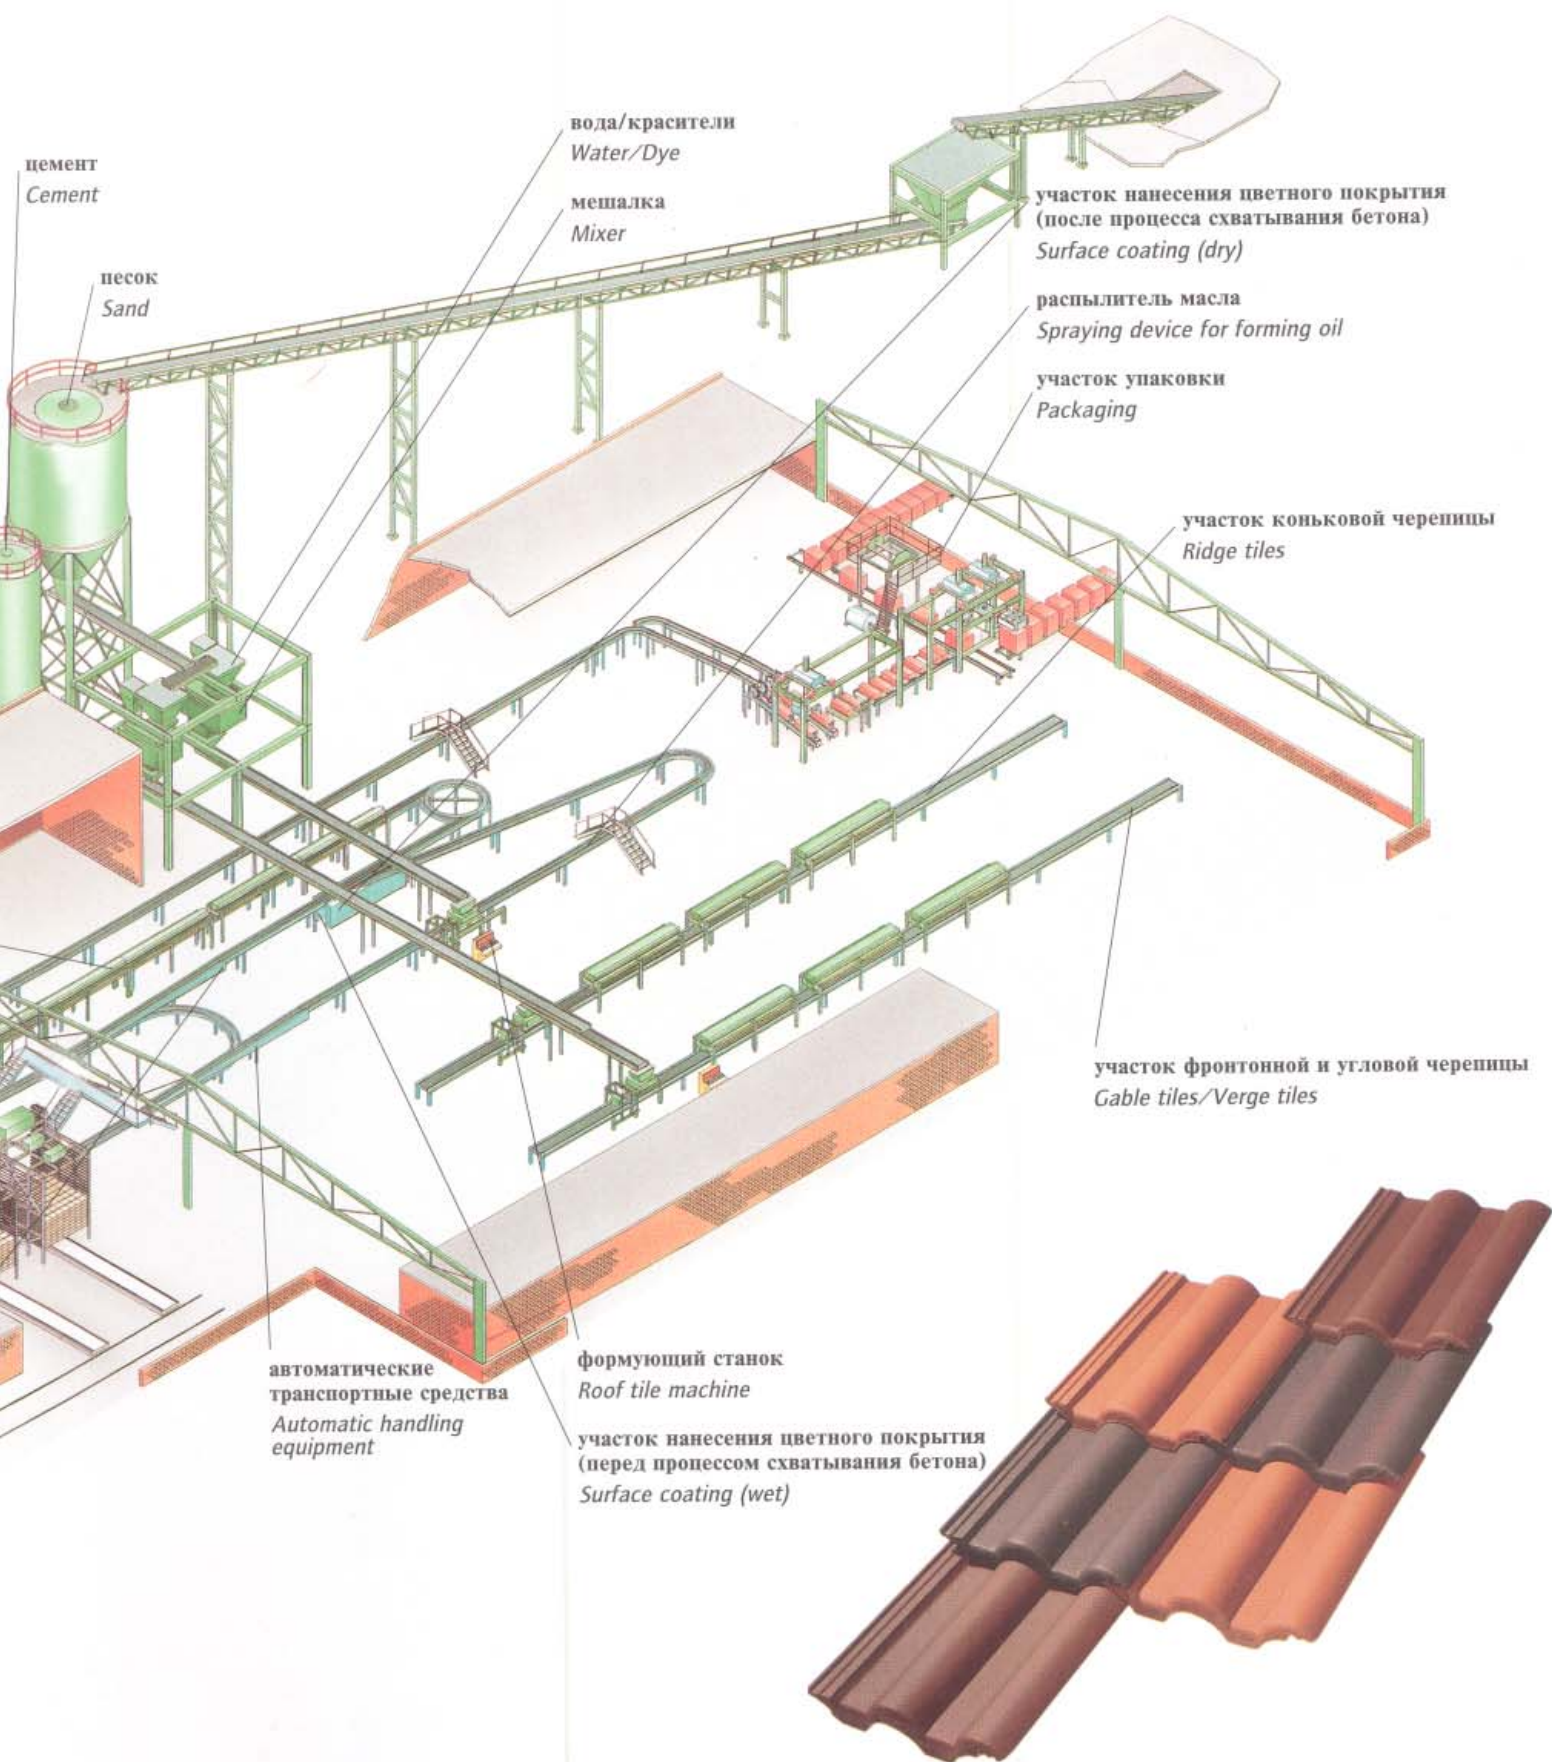 вода/красители
Water/Dye
цемент
Cement
мешалка
Mixer
участок нанесения цветного покрытия
(после процесса схватывания бетона)
Surface coating (dry)
песок
Sand
распылитель масла
Spraying device for forming oil
участок упаковки
Packaging
участок коньковой черепицы
Ridge tiles
участок фронтонной и угловой черепицы
Gable tiles/Verge tiles
автоматические
транспортные средства
Automatic handling
equipment
формующий станок
Roof tile machine
участок нанесения цветного покрытия
(перед процессом схватывания бетона)
Surface coating (wet)